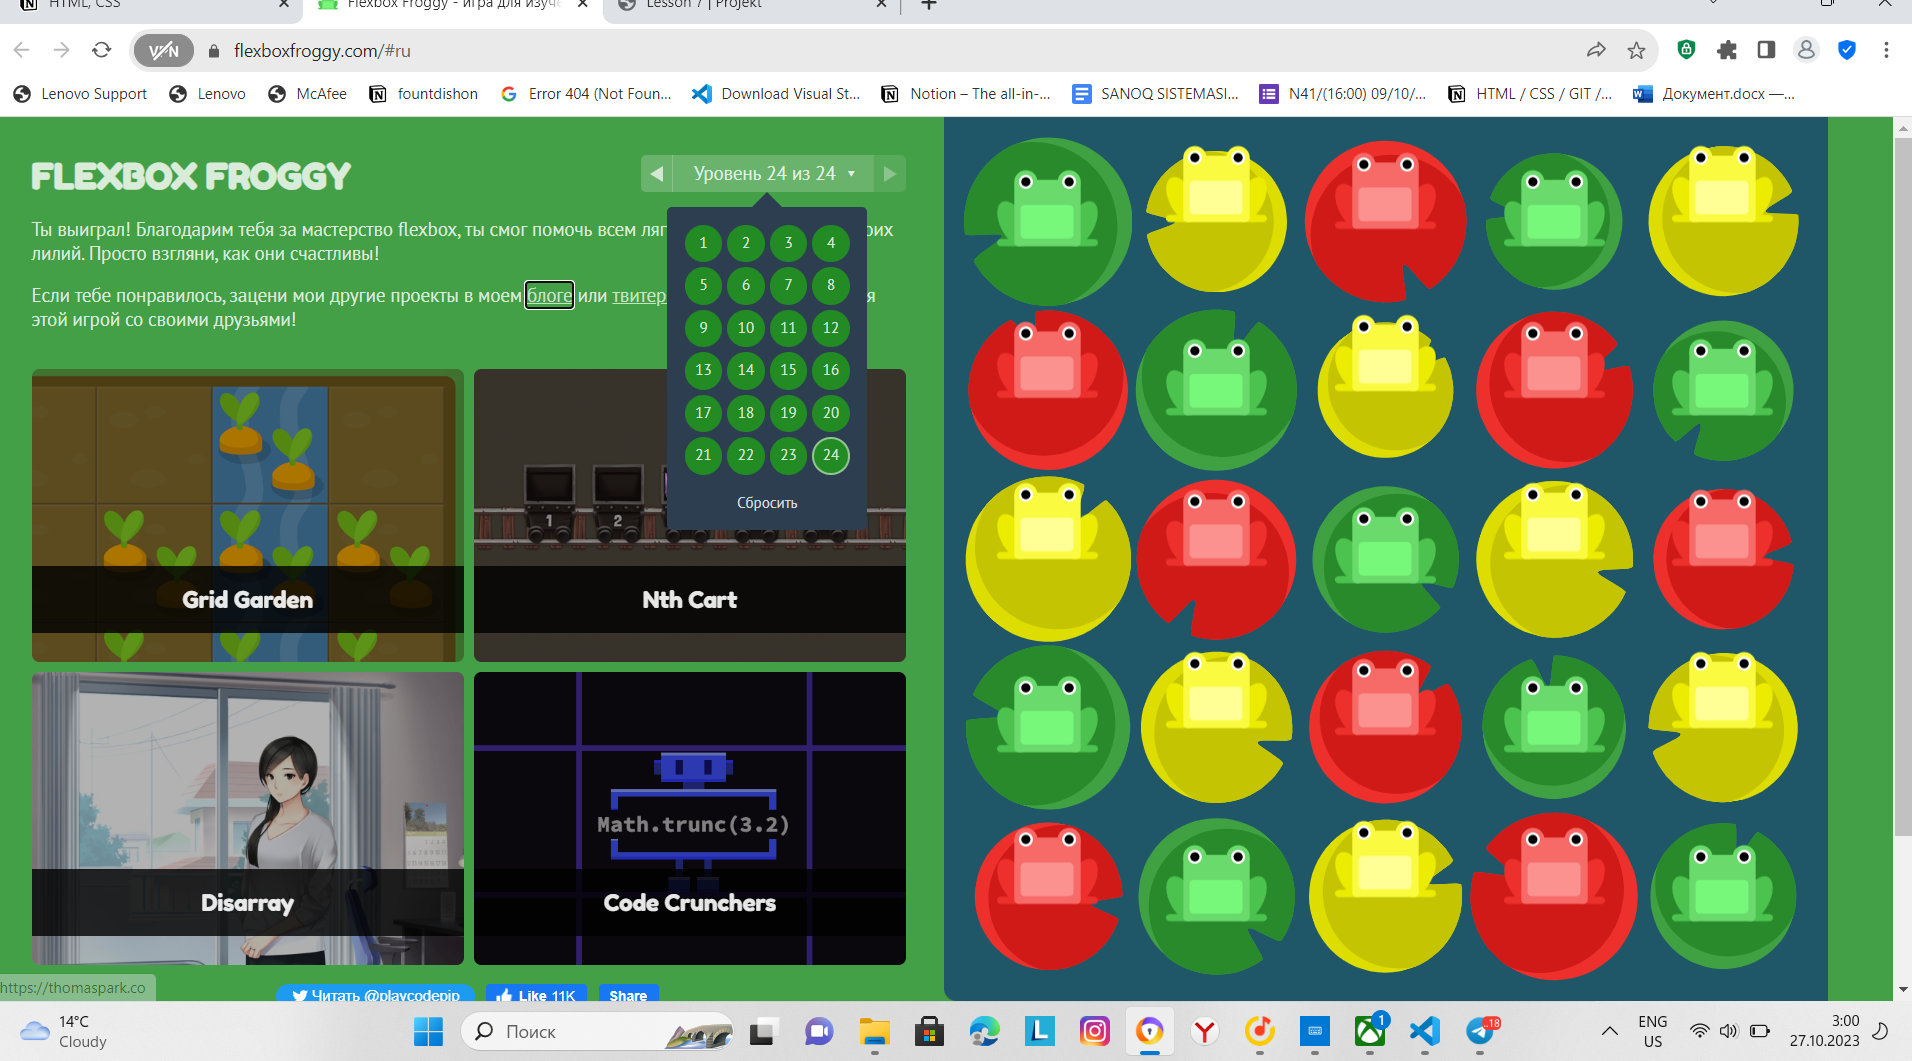 HTML, CSS
Flexbox Froggy - игра для изуче
Lesson 7 | Projekt
VPN
flexboxfroggy.com/#ru
Lenovo Support
Lenovo
McAfee
fountdishon
Error 404 (Not Foun...
Download Visual St...
Notion – The all-in-...
SANOQ SISTEMASI...
N41/(16:00) 09/10/...
HTML / CSS / GIT /...
Документ.docx —...
FLEXBOX FROGGY
Уровень 24 из 24
Ты выиграл! Благодарим тебя за мастерство flexbox, ты смог помочь всем ляг
оих
лилий. Просто взгляни, как они счастливы!
Если тебе понравилось, зацени мои другие проекты в моем блоге или твитер
я
этой игрой со своими друзьями!
1 2 3 4
5 6 7 8
9 10 11 12
13 14 15 16
17 18 19 20
21 22 23 24
Сбросить
1 2
Grid Garden
Nth Cart
Math.trunc(3.2)
Disarray
Code Crunchers
https://thomaspark.co
Читать @playcodepip
Like 11K
Share
14°C
Cloudy
Поиск
1
..18
ENG
US
3:00
27.10.2023